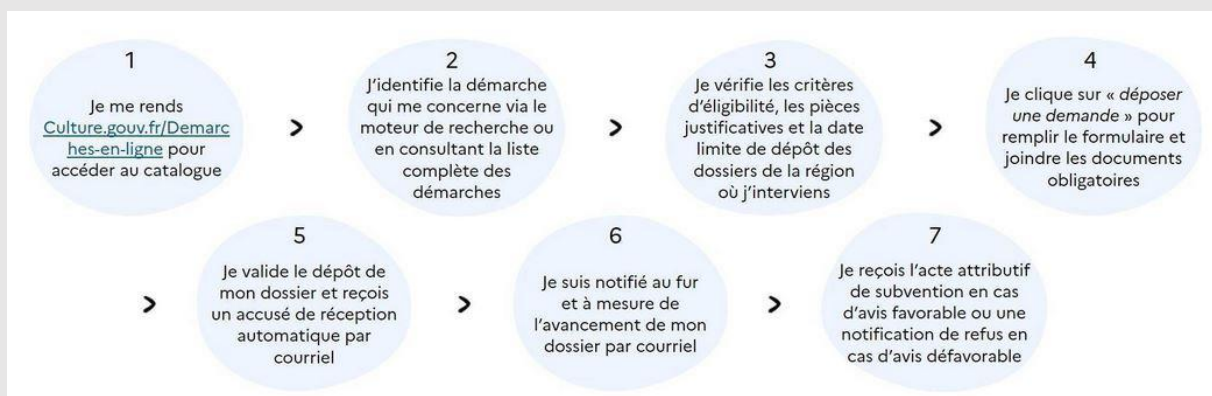 1
Je me rends
Culture.gouv.fr/Demarc
hes-en-ligne pour
accéder au catalogue
>
2
J’identifie la démarche
qui me concerne via le
moteur de recherche ou
en consultant la liste
complète des
démarches
>
3
Je vérifie les critères
d’éligibilité, les pièces
justificatives et la date
limite de dépôt des
dossiers de la région
où j’interviens
>
4
Je clique sur « déposer
une demande » pour
remplir le formulaire et
joindre les documents
obligatoires
>
5
Je valide le dépôt de
mon dossier et reçois
un accusé de réception
automatique par
courriel
>
6
Je suis notifié au fur
et à mesure de
l’avancement de mon
dossier par courriel
>
7
Je reçois l’acte attributif
de subvention en cas
d’avis favorable ou une
notification de refus en
cas d’avis défavorable